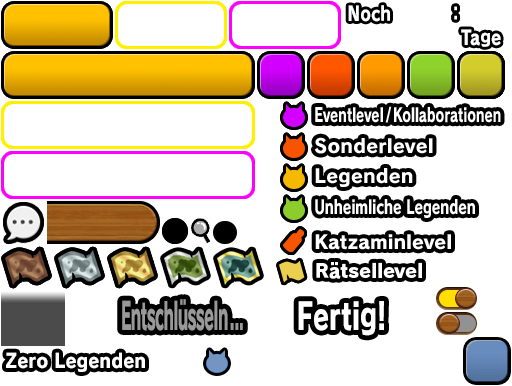 Noch :
Tage
Eventlevel/Kollaborationen
Sonderlevel
Legenden
Unheimliche Legenden
Katzaminlevel
Rätsellevel
Entschlüsseln...
Fertig!
Zero Legenden